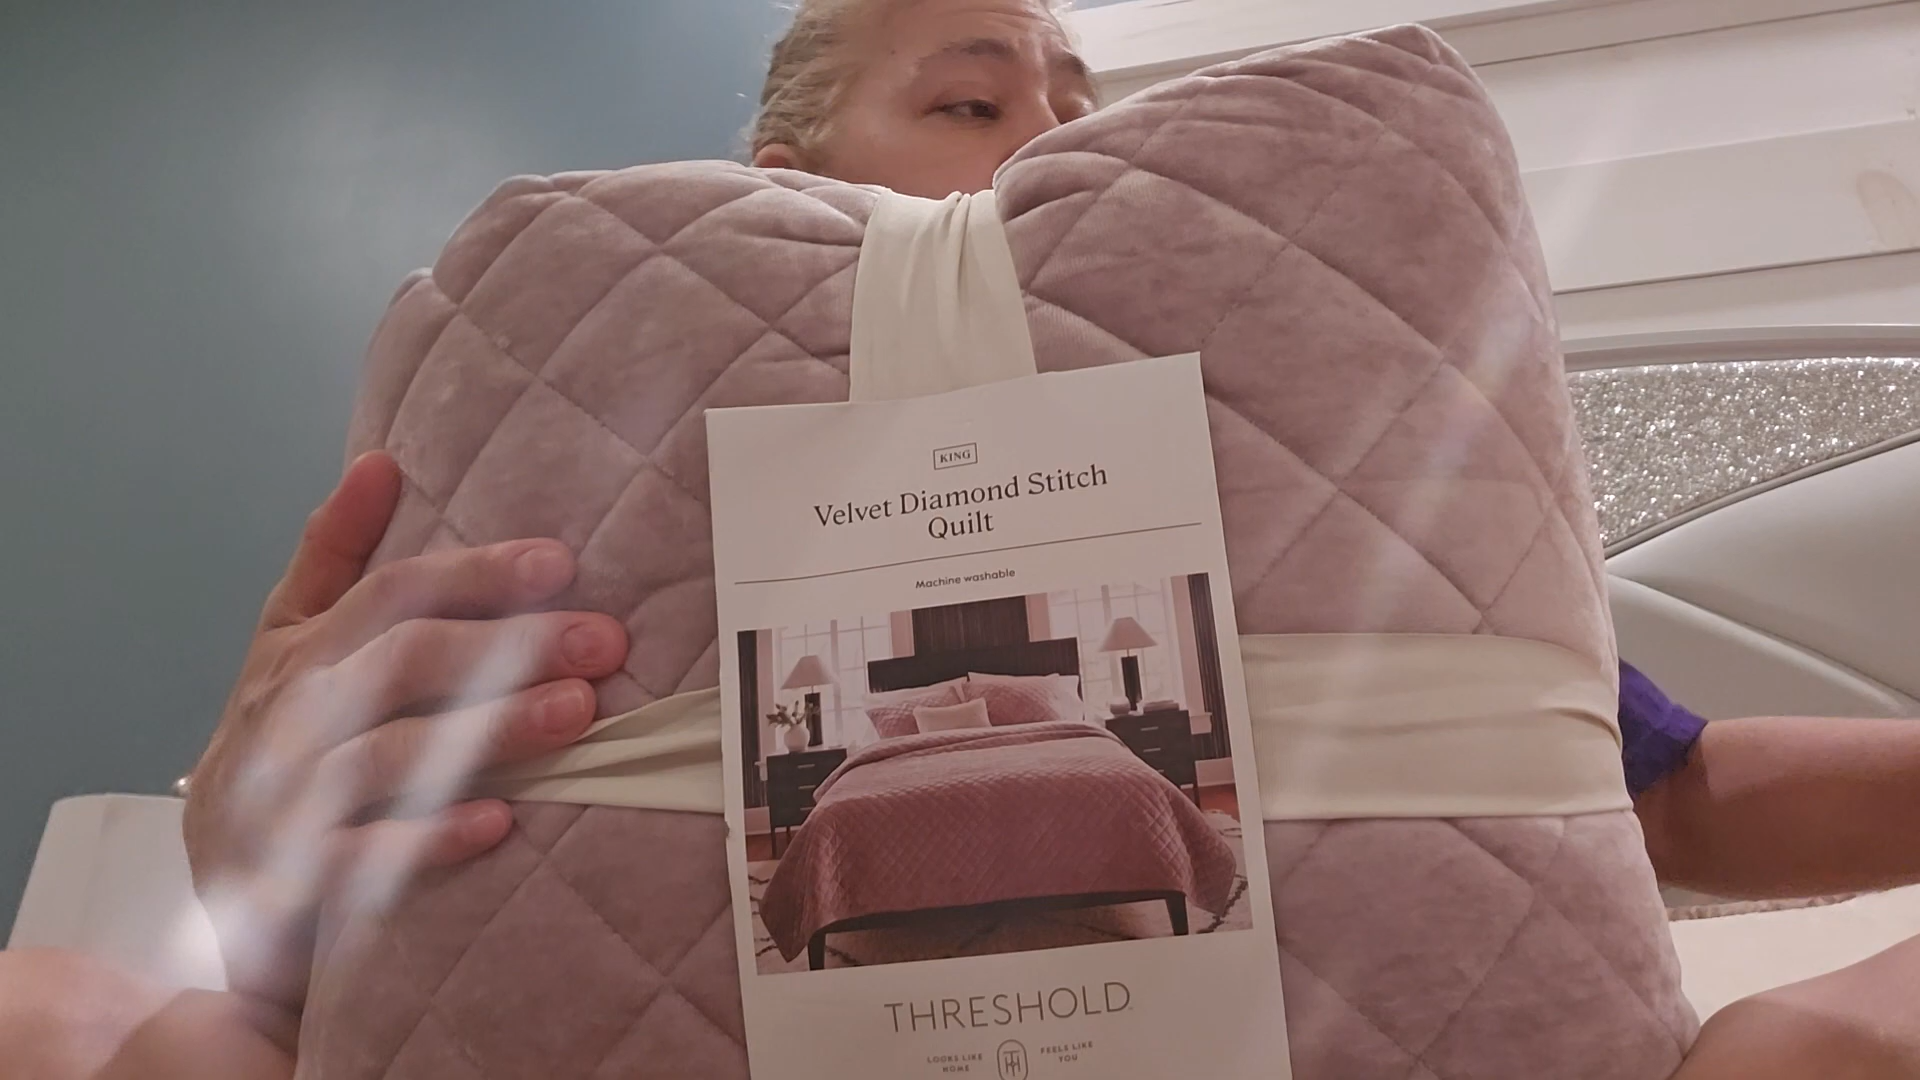 KING
Velvet Diamond Stitch
Quilt
Machine washable
THRESHOLD
LOOKS LIKE
HOME
FEELS LIKE
YOU